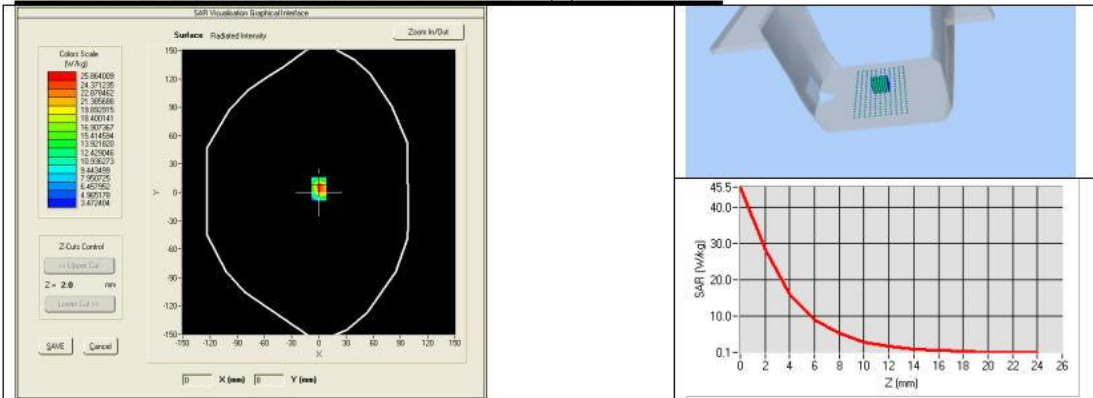 SAR Visualisation Graphical Interface
Surface Radiated Intensity
Zoom In/Out
Colors Scale
(W/kg)
25.864009
24.371235
22.878462
21.385688
19.892915
18.400141
16.907367
15.414594
13.921820
12.429046
10.936273
9.443499
7.950725
6.457952
4.965178
3.472404
Z-Cuts Control
<< Upper Cut
Z = 2.0 mm
Lower Cut >>
SAVE Cancel
150
120
90
60
30
0
-30
-60
-90
-120
-150
Y
-150 -120 -90 -60 -30 0 30 60 90 120 150
X
0 X (mm) 0 Y (mm)
45.5
40.0
30.0
20.0
10.0
0.1
SAR (W/kg)
0 2 4 6 8 10 12 14 16 18 20 22 24 26
Z (mm)